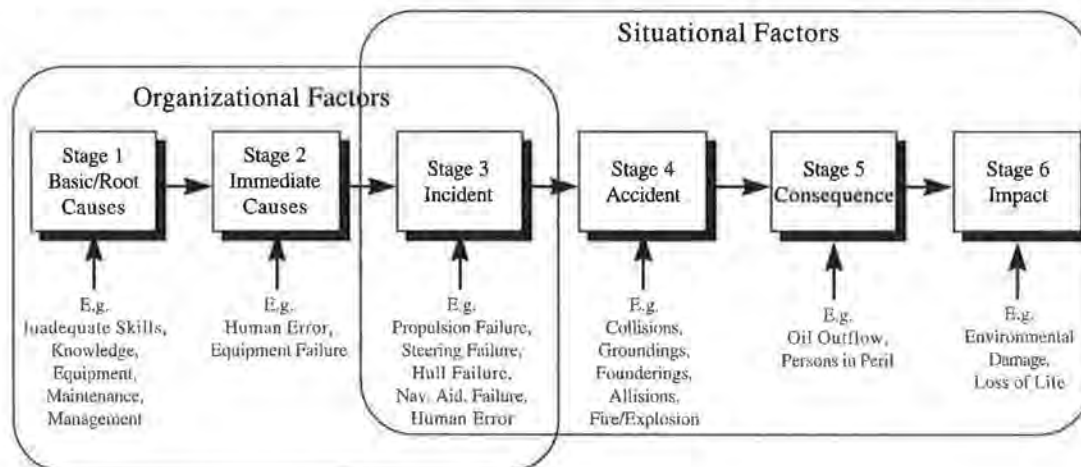 Situational Factors
Organizational Factors
Stage 1
Basic/Root
Causes
Stage 2
Immediate
Causes
Stage 3
Incident
Stage 4
Accident
Stage 5
Consequence
Stage 6
Impact
E.g.
Inadequate Skills,
Knowledge,
Equipment,
Maintenance,
Management
E.g.
Human Error,
Equipment Failure
E.g.
Propulsion Failure,
Steering Failure,
Hull Failure,
Nav. Aid. Failure,
Human Error
E.g.
Collisions,
Groundings,
Founderings,
Allisions,
Fire/Explosion
E.g.
Oil Outflow,
Persons in Peril
E.g.
Environmental
Damage,
Loss of Life